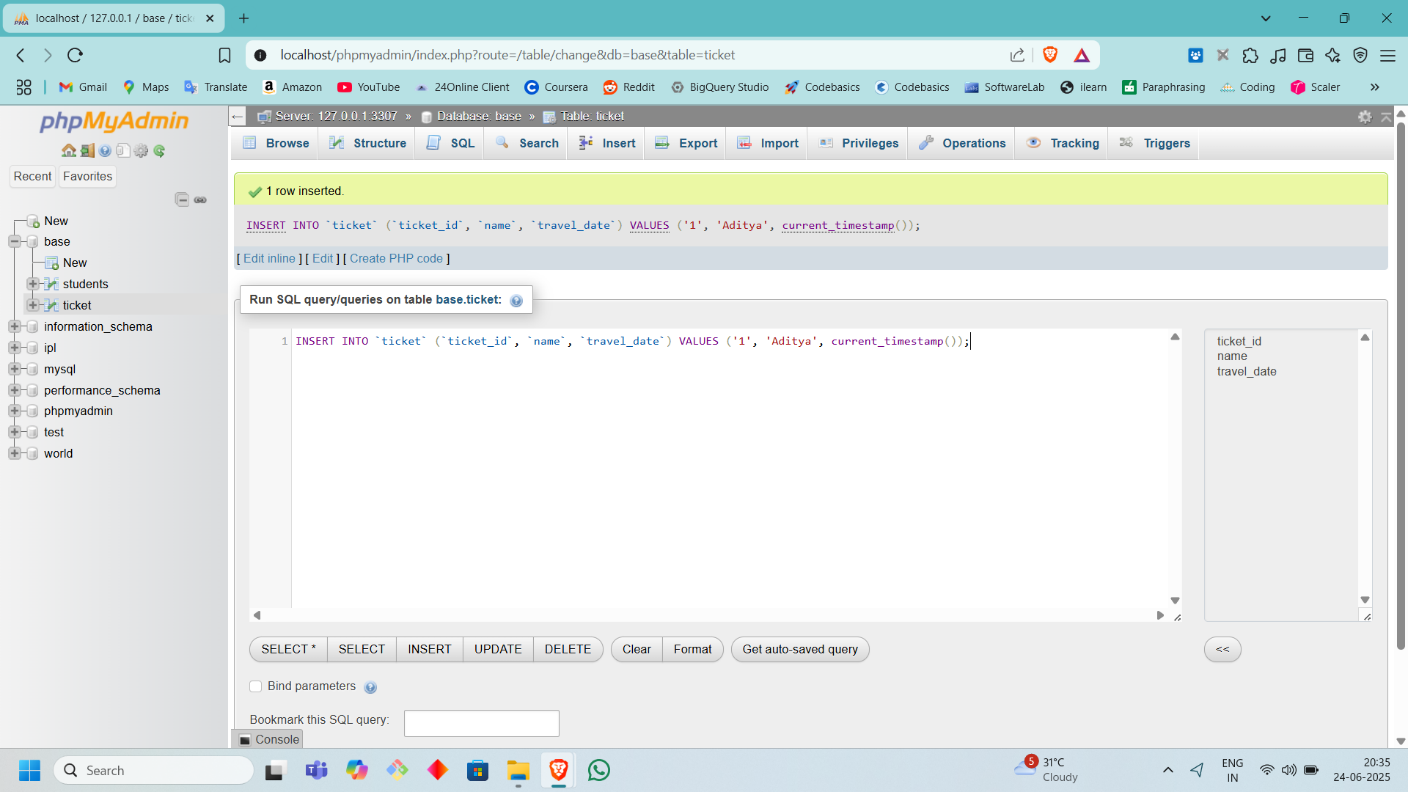 localhost / 127.0.0.1 / base / tick
localhost/phpmyadmin/index.php?route=/table/change&db=base&table=ticket
Gmail Maps Translate Amazon YouTube 24Online Client Coursera Reddit BigQuery Studio Codebasics Codebasics SoftwareLab ilearn Paraphrasing Coding Scaler »
phpMyAdmin
Recent Favorites
New
base
New
students
ticket
information_schema
ipl
mysql
performance_schema
phpmyadmin
test
world
Server: 127.0.0.1:3307 » Database: base » Table: ticket
Browse Structure SQL Search Insert Export Import Privileges Operations Tracking Triggers
1 row inserted.
INSERT INTO `ticket` (`ticket_id`, `name`, `travel_date`) VALUES ('1', 'Aditya', current_timestamp());
[ Edit inline ] [ Edit ] [ Create PHP code ]
Run SQL query/queries on table base.ticket:
1 INSERT INTO `ticket` (`ticket_id`, `name`, `travel_date`) VALUES ('1', 'Aditya', current_timestamp());
ticket_id
name
travel_date
SELECT * SELECT INSERT UPDATE DELETE Clear Format Get auto-saved query <<
Bind parameters
Bookmark this SQL query:
Console
Search
5
31°C
Cloudy
ENG
IN
20:35
24-06-2025